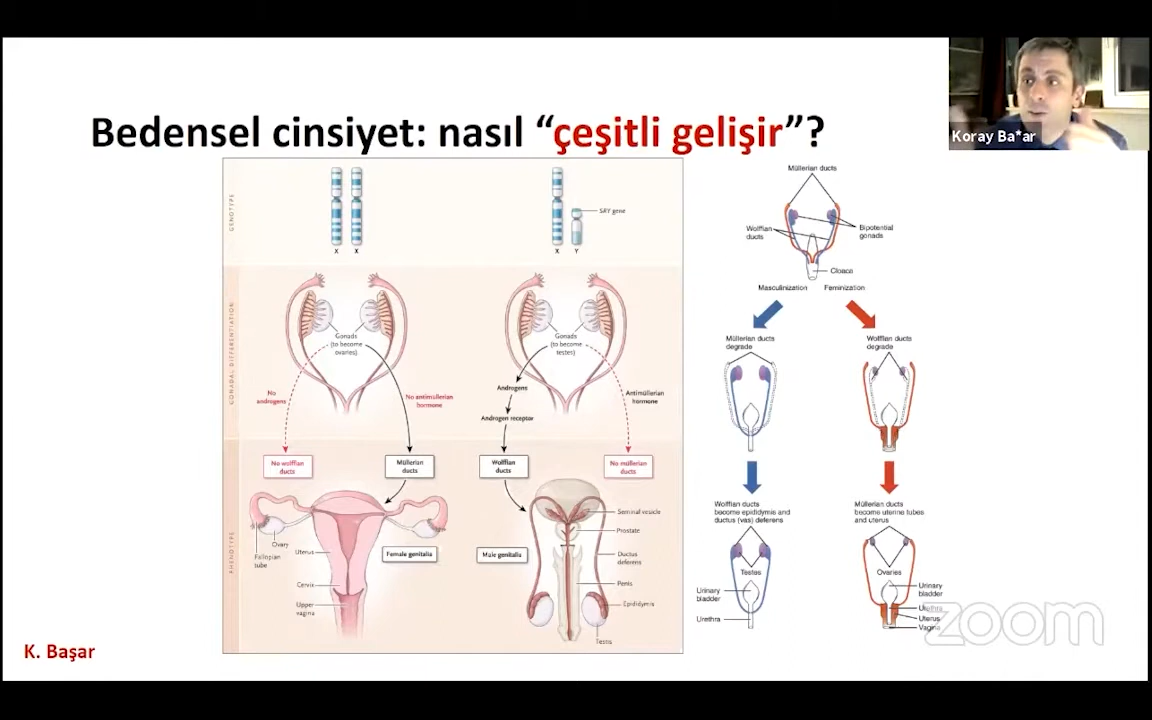 Koray Ba*ar
Bedensel cinsiyet: nasıl “çeşitli gelişir”?
GENOTYPE
X
X
X
Y
SRY gene
GONADAL DIFFERENTIATION
Gonads
(to become
ovaries)
Gonads
(to become
testes)
No
androgens
No antimüllerian
hormone
Androgens
Androgen receptor
Antimüllerian
hormone
No wolffian
ducts
Müllerian
ducts
Wolffian
ducts
No müllerian
ducts
PHENOTYPE
Ovary
Fallopian
tube
Uterus
Cervix
Upper
vagina
Female genitalia
Male genitalia
Seminal vesicle
Prostate
Ductus
deferens
Penis
Epididymis
Testis
Müllerian ducts
Wolffian
ducts
Bipotential
gonads
Cloaca
Masculinization
Feminization
Müllerian ducts
degrade
Wolffian ducts
degrade
Wolffian ducts
become epididymis and
ductus (vas) deferens
Müllerian ducts
become uterine tubes
and uterus
Testes
Urinary
bladder
Urethra
Ovaries
Urinary
bladder
Urethra
Uterus
Vagina
K. Başar
zoom